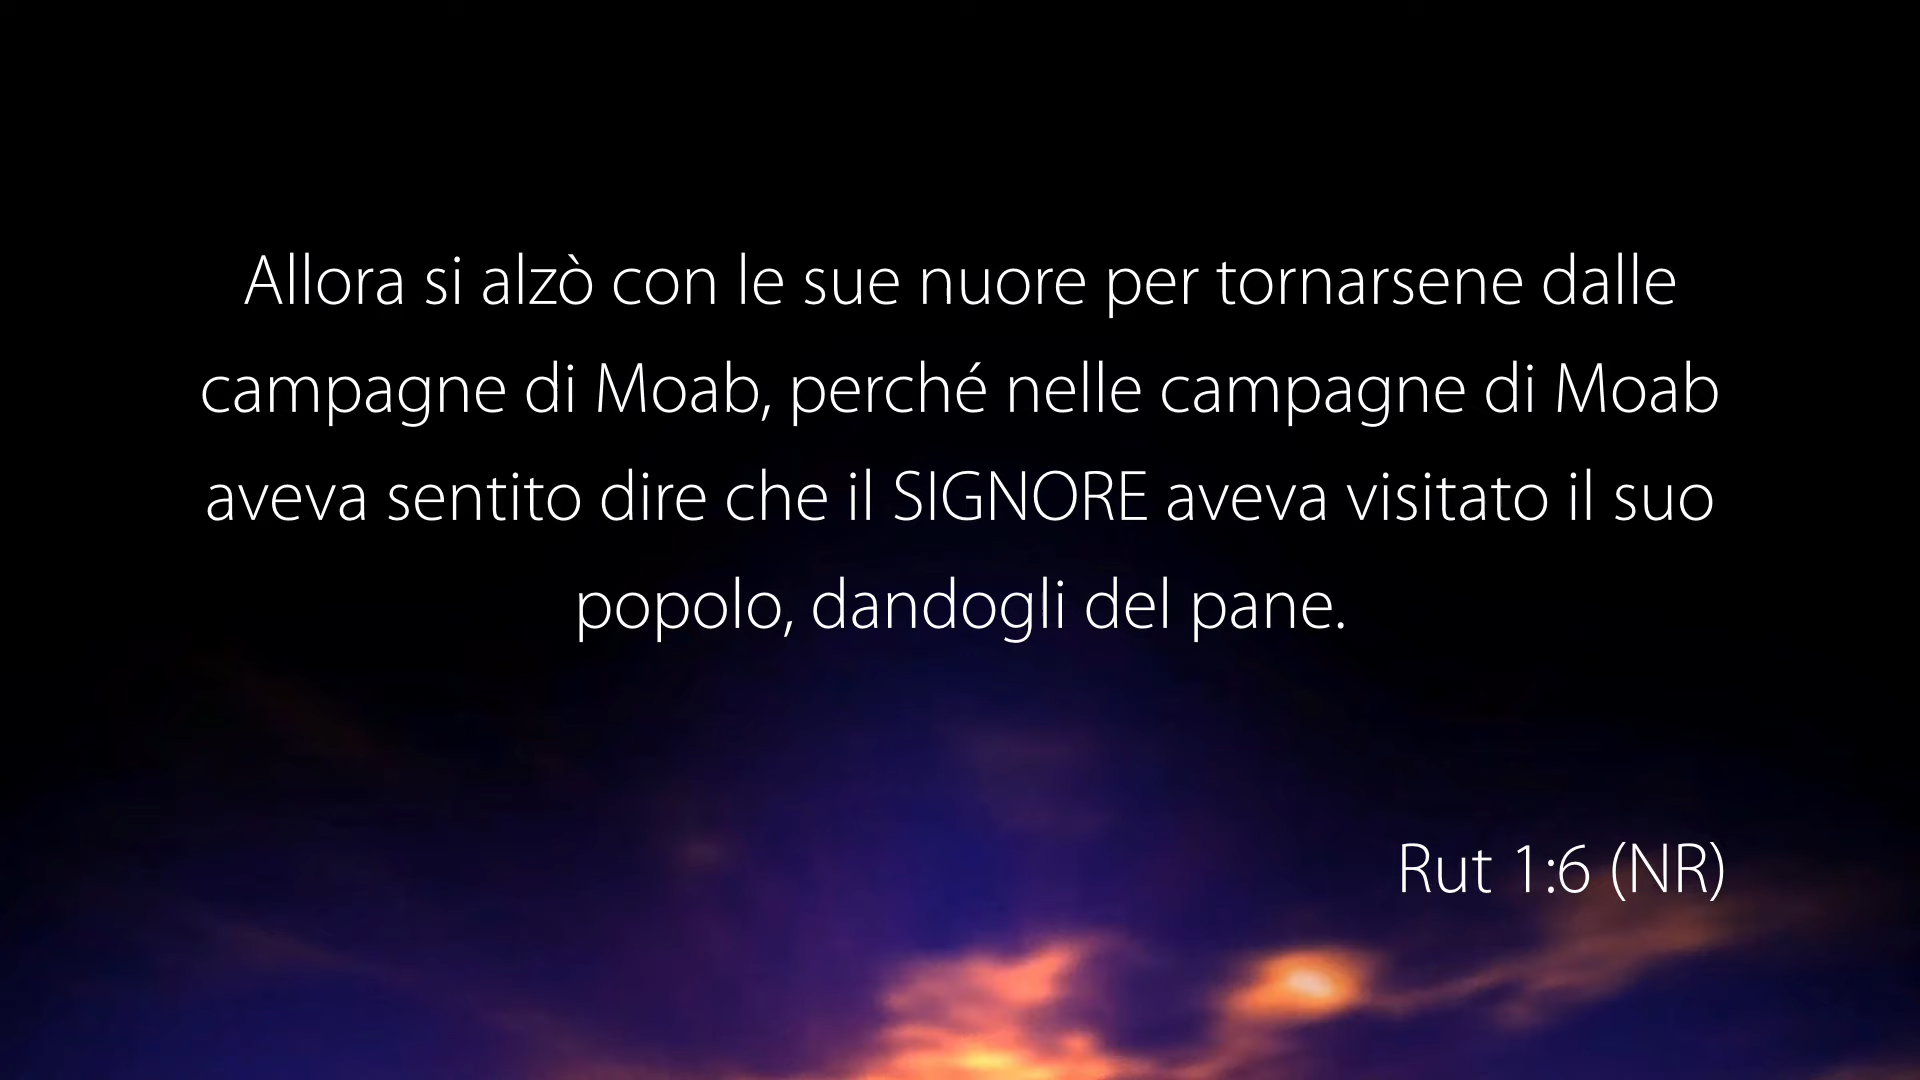 Allora si alzò con le sue nuore per tornarsene dalle
campagne di Moab, perché nelle campagne di Moab
aveva sentito dire che il SIGNORE aveva visitato il suo
popolo, dandogli del pane.
Rut 1:6 (NR)